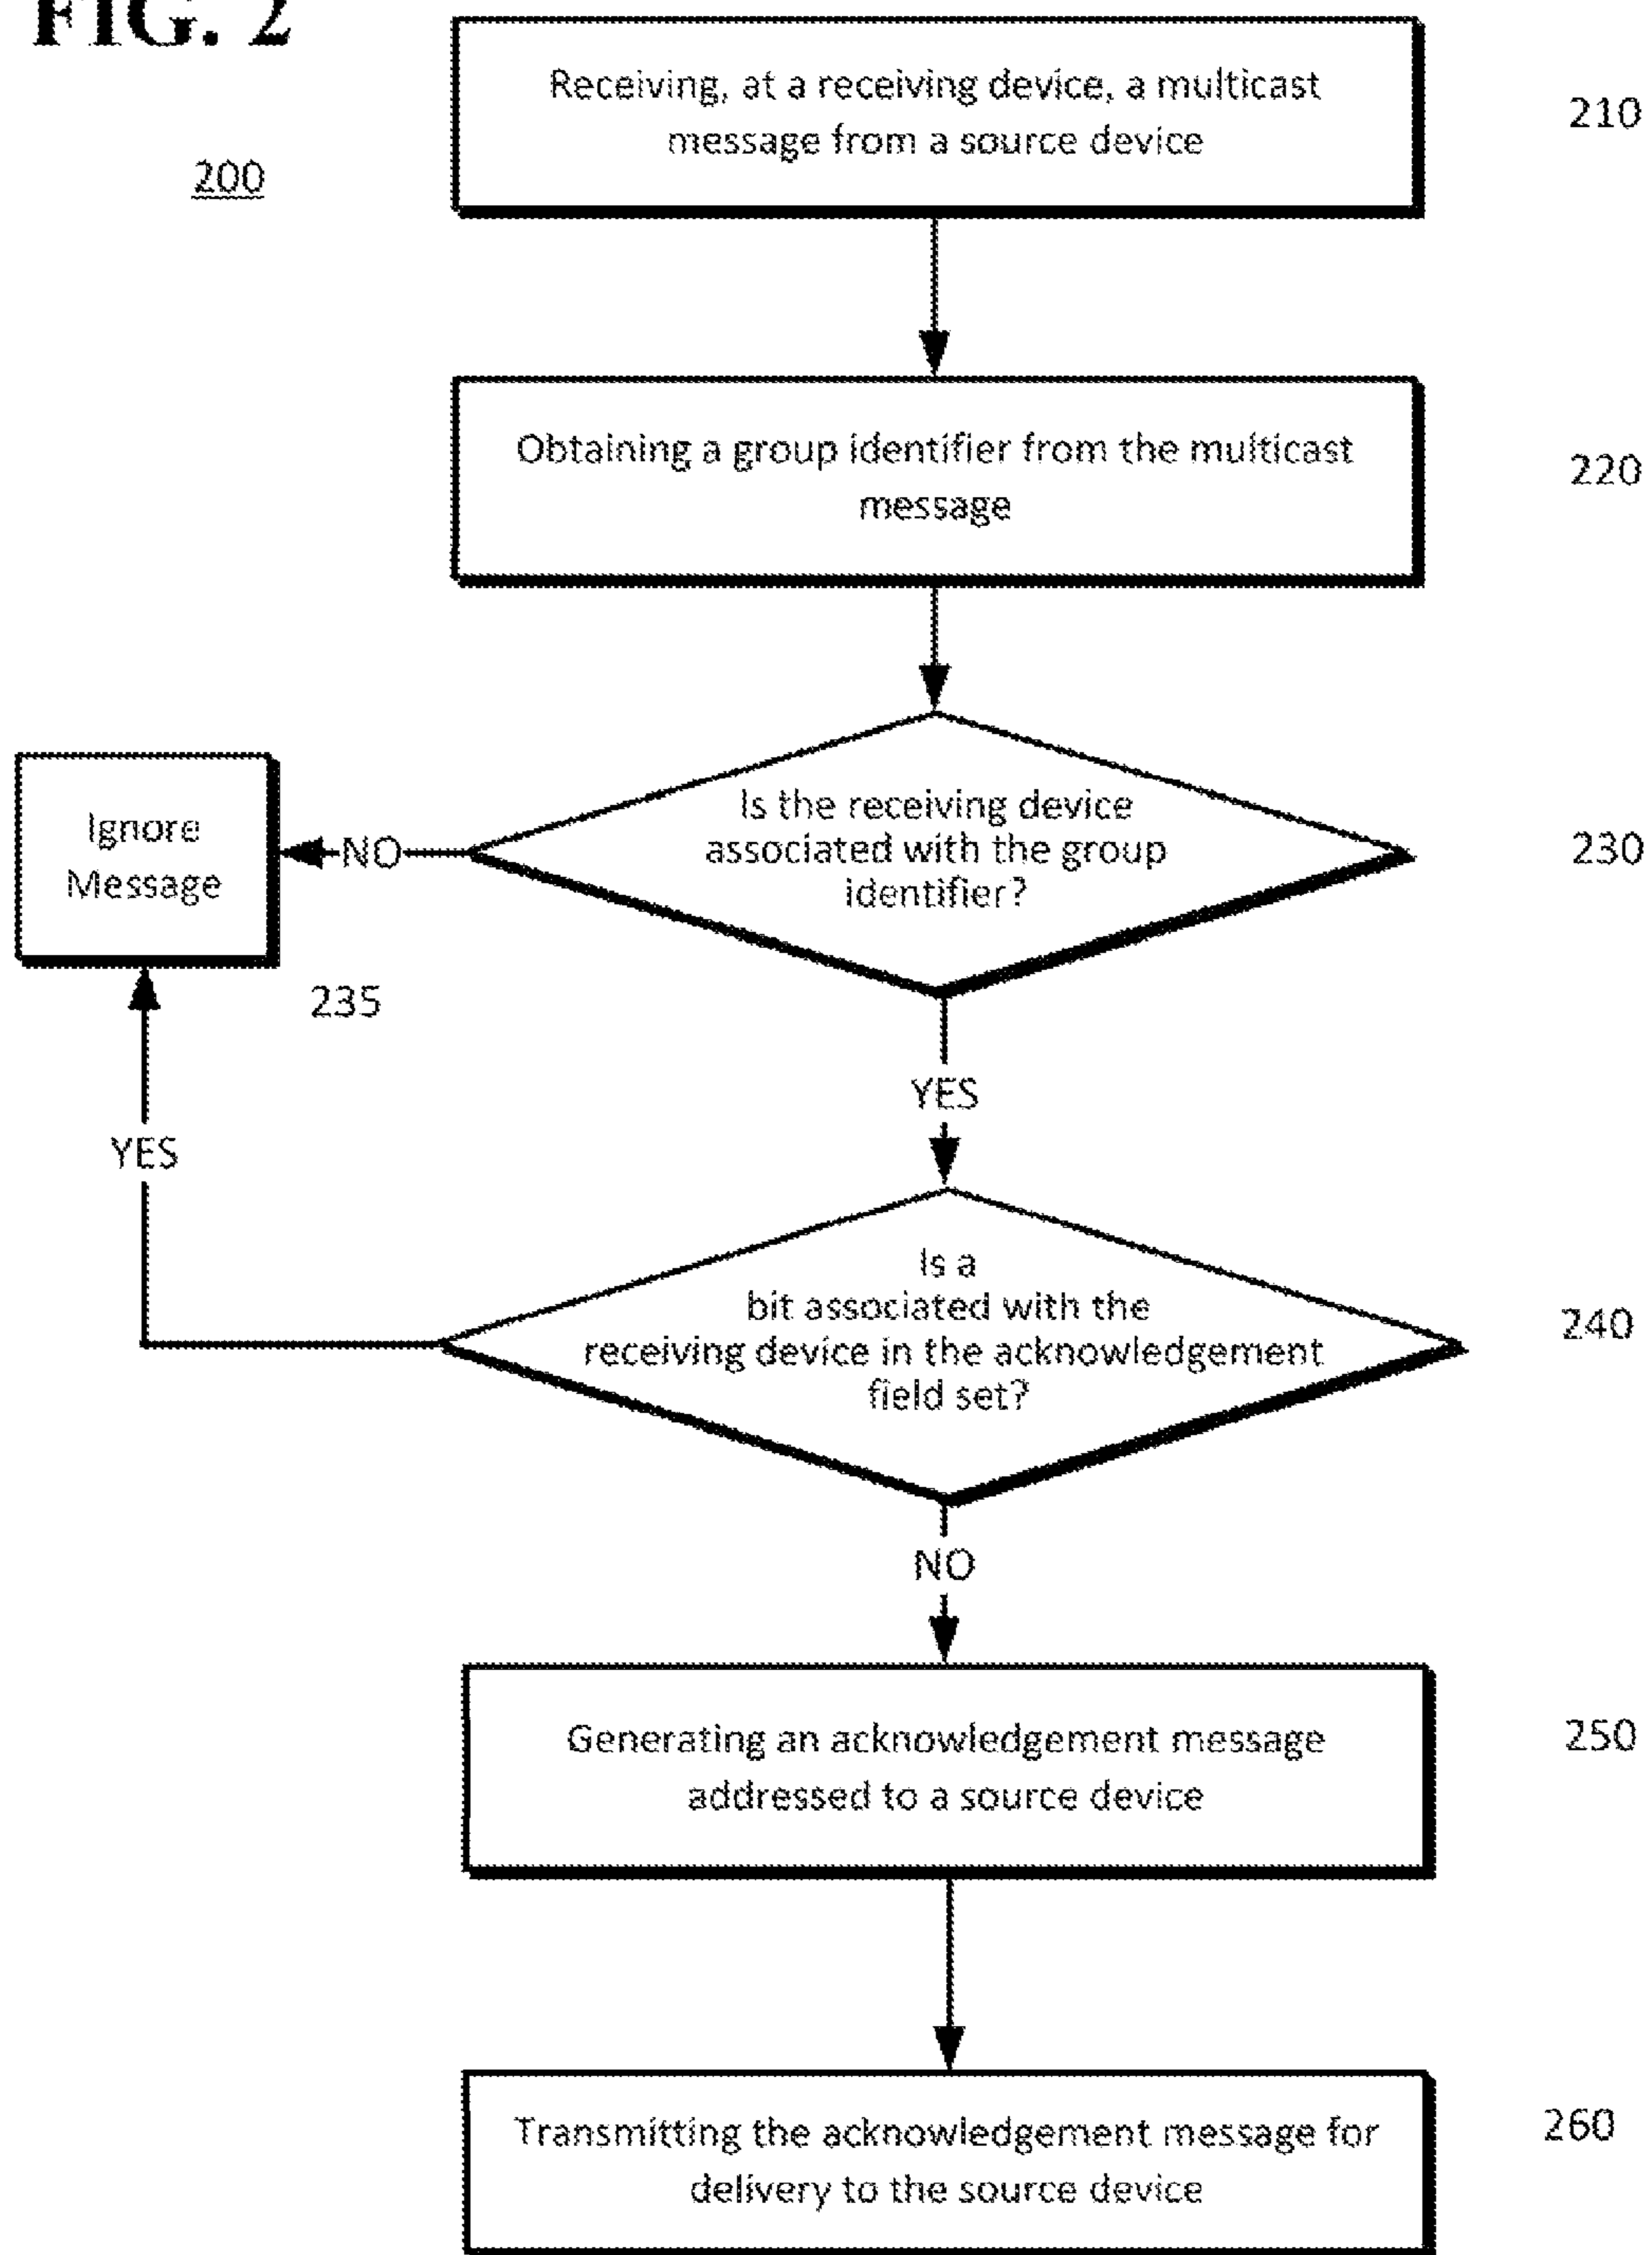 FIG. 2
200
Receiving, at a receiving device, a multicast
message from a source device
210
Obtaining a group identifier from the multicast
message
220
Is the receiving device
associated with the group
identifier?
230
NO
Ignore
Message
235
YES
YES
Is a
bit associated with the
receiving device in the acknowledgement
field set?
240
NO
Generating an acknowledgement message
addressed to a source device
250
Transmitting the acknowledgement message for
delivery to the source device
260